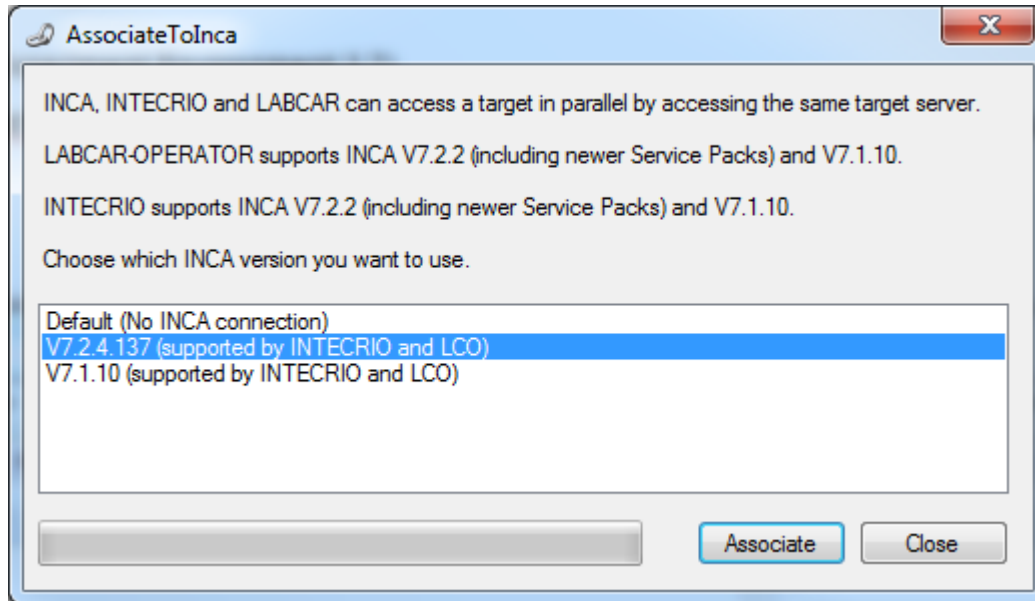 AssociateToInca
INCA, INTECRIO and LABCAR can access a target in parallel by accessing the same target server.
LABCAR-OPERATOR supports INCA V7.2.2 (including newer Service Packs) and V7.1.10.
INTECRIO supports INCA V7.2.2 (including newer Service Packs) and V7.1.10.
Choose which INCA version you want to use.
Default (No INCA connection)
V7.2.4.137 (supported by INTECRIO and LCO)
V7.1.10 (supported by INTECRIO and LCO)
Associate
Close